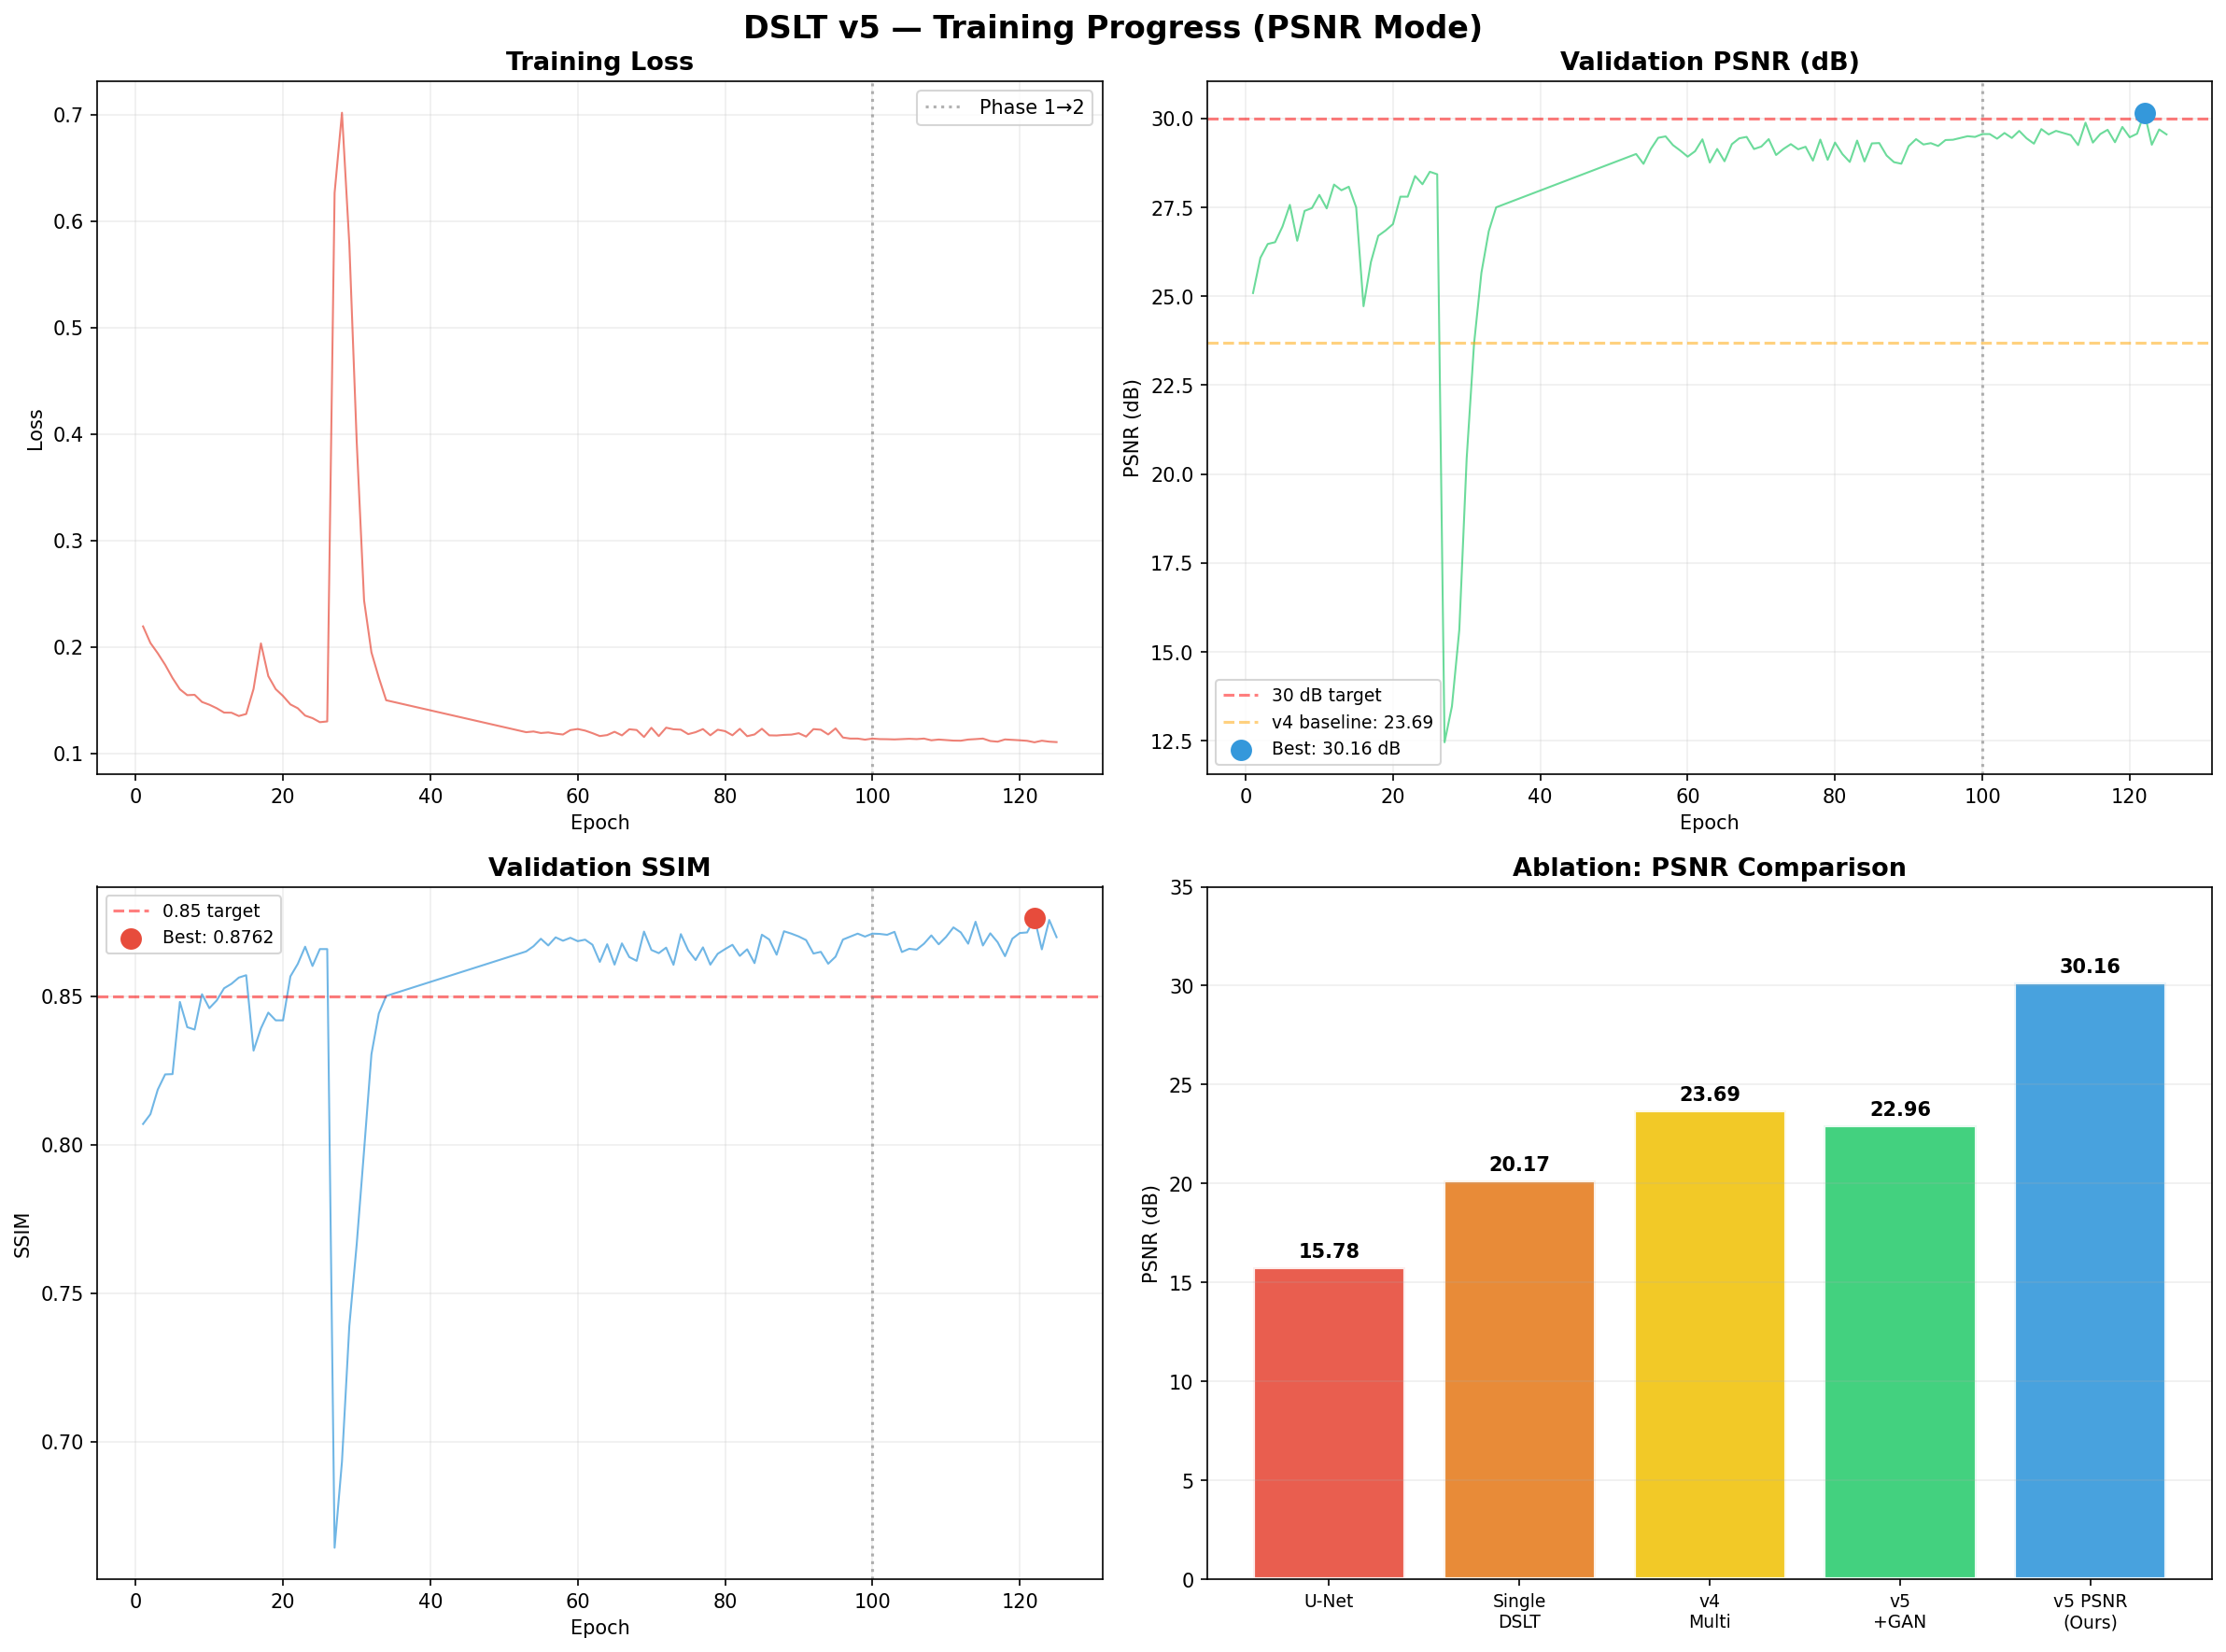 DSLT v5 — Training Progress (PSNR Mode)
Training Loss
Loss
0.7
0.6
0.5
0.4
0.3
0.2
0.1
Phase 1→2
0 20 40 60 80 100 120
Epoch
Validation PSNR (dB)
PSNR (dB)
30.0
27.5
25.0
22.5
20.0
17.5
15.0
12.5
30 dB target
v4 baseline: 23.69
Best: 30.16 dB
0 20 40 60 80 100 120
Epoch
Validation SSIM
SSIM
0.85
0.80
0.75
0.70
0.85 target
Best: 0.8762
0 20 40 60 80 100 120
Epoch
Ablation: PSNR Comparison
PSNR (dB)
35
30
25
20
15
10
5
0
15.78
20.17
23.69
22.96
30.16
U-Net
Single
DSLT
v4
Multi
v5
+GAN
v5 PSNR
(Ours)